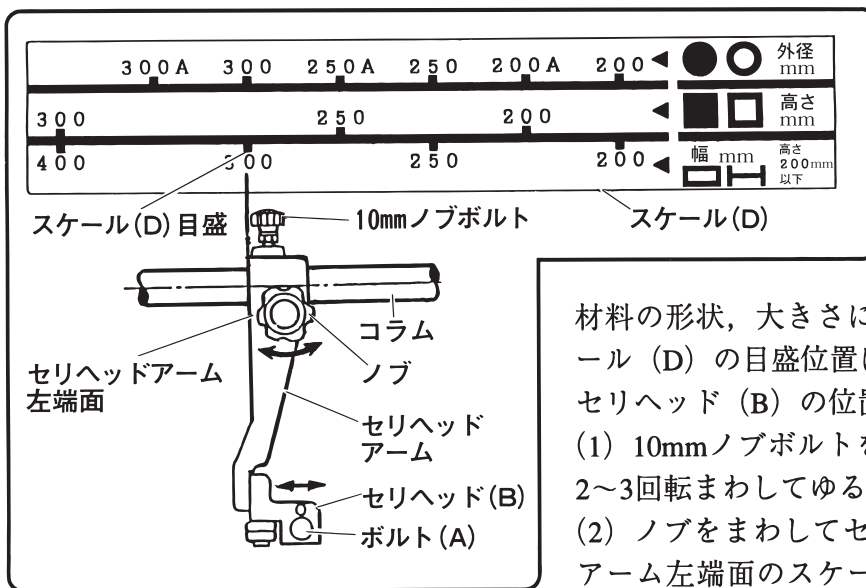 300A 300 250A 250 200A 200 外径
mm
300 250 200 高さ
mm
400 300 250 200 幅 mm 高さ
200mm
以下
スケール(D)目盛
10mmノブボルト
スケール(D)
コラム
セリヘッドアーム
左端面
ノブ
セリヘッド
アーム
セリヘッド(B)
ボルト(A)
材料の形状，大きさに
ール（D）の目盛位置
セリヘッド（B）の位置
(1) 10mmノブボルトを
2〜3回転まわしてゆる
(2) ノブをまわしてセ
アーム左端面のスケー